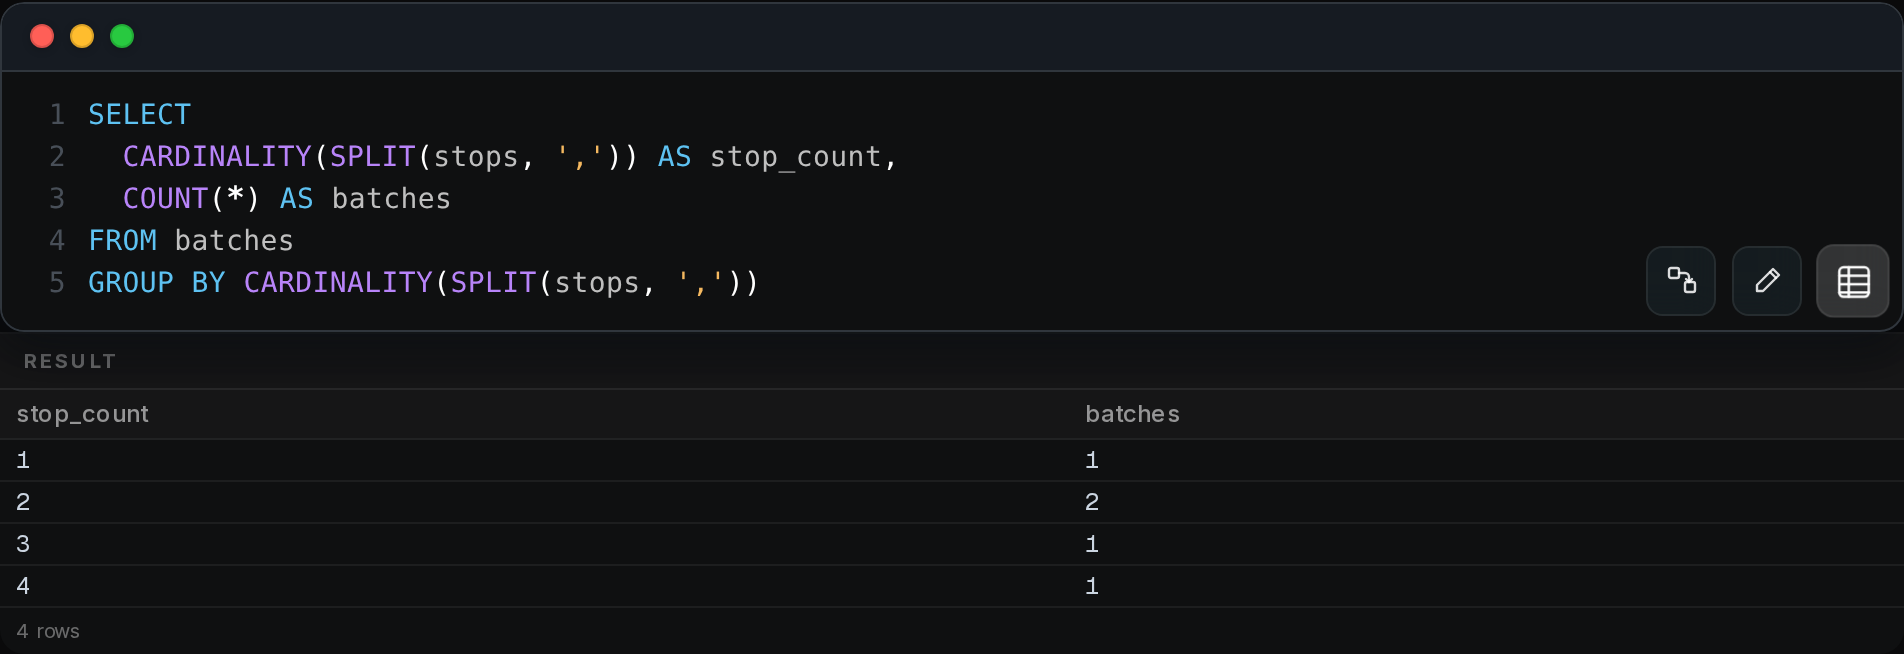 1 SELECT
2   CARDINALITY(SPLIT(stops, ',')) AS stop_count,
3   COUNT(*) AS batches
4 FROM batches
5 GROUP BY CARDINALITY(SPLIT(stops, ','))
RESULT
stop_count batches
1 1
2 2
3 1
4 1
4 rows